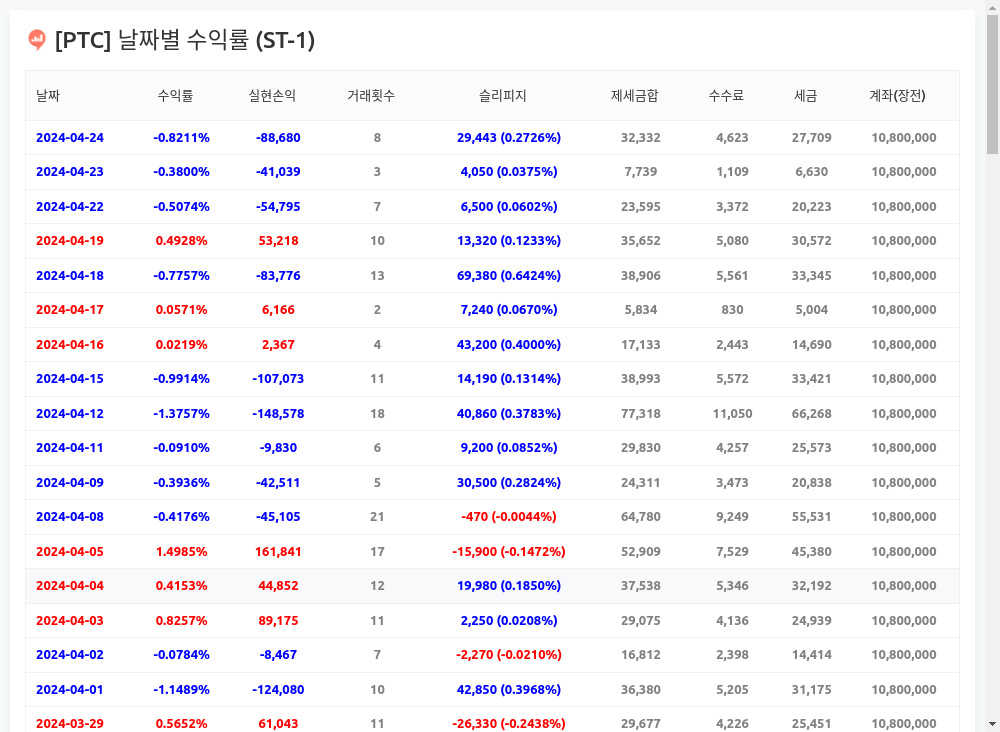 [PTC] 날짜별 수익률 (ST-1)
날짜 수익률 실현손익 거래횟수 슬리피지 제세금합 수수료 세금 계좌(장전)
2024-04-24 -0.8211% -88,680 8 29,443 (0.2726%) 32,332 4,623 27,709 10,800,000
2024-04-23 -0.3800% -41,039 3 4,050 (0.0375%) 7,739 1,109 6,630 10,800,000
2024-04-22 -0.5074% -54,795 7 6,500 (0.0602%) 23,595 3,372 20,223 10,800,000
2024-04-19 0.4928% 53,218 10 13,320 (0.1233%) 35,652 5,080 30,572 10,800,000
2024-04-18 -0.7757% -83,776 13 69,380 (0.6424%) 38,906 5,561 33,345 10,800,000
2024-04-17 0.0571% 6,166 2 7,240 (0.0670%) 5,834 830 5,004 10,800,000
2024-04-16 0.0219% 2,367 4 43,200 (0.4000%) 17,133 2,443 14,690 10,800,000
2024-04-15 -0.9914% -107,073 11 14,190 (0.1314%) 38,993 5,572 33,421 10,800,000
2024-04-12 -1.3757% -148,578 18 40,860 (0.3783%) 77,318 11,050 66,268 10,800,000
2024-04-11 -0.0910% -9,830 6 9,200 (0.0852%) 29,830 4,257 25,573 10,800,000
2024-04-09 -0.3936% -42,511 5 30,500 (0.2824%) 24,311 3,473 20,838 10,800,000
2024-04-08 -0.4176% -45,105 21 -470 (-0.0044%) 64,780 9,249 55,531 10,800,000
2024-04-05 1.4985% 161,841 17 -15,900 (-0.1472%) 52,909 7,529 45,380 10,800,000
2024-04-04 0.4153% 44,852 12 19,980 (0.1850%) 37,538 5,346 32,192 10,800,000
2024-04-03 0.8257% 89,175 11 2,250 (0.0208%) 29,075 4,136 24,939 10,800,000
2024-04-02 -0.0784% -8,467 7 -2,270 (-0.0210%) 16,812 2,398 14,414 10,800,000
2024-04-01 -1.1489% -124,080 10 42,850 (0.3968%) 36,380 5,205 31,175 10,800,000
2024-03-29 0.5652% 61,043 11 -26,330 (-0.2438%) 29,677 4,226 25,451 10,800,000